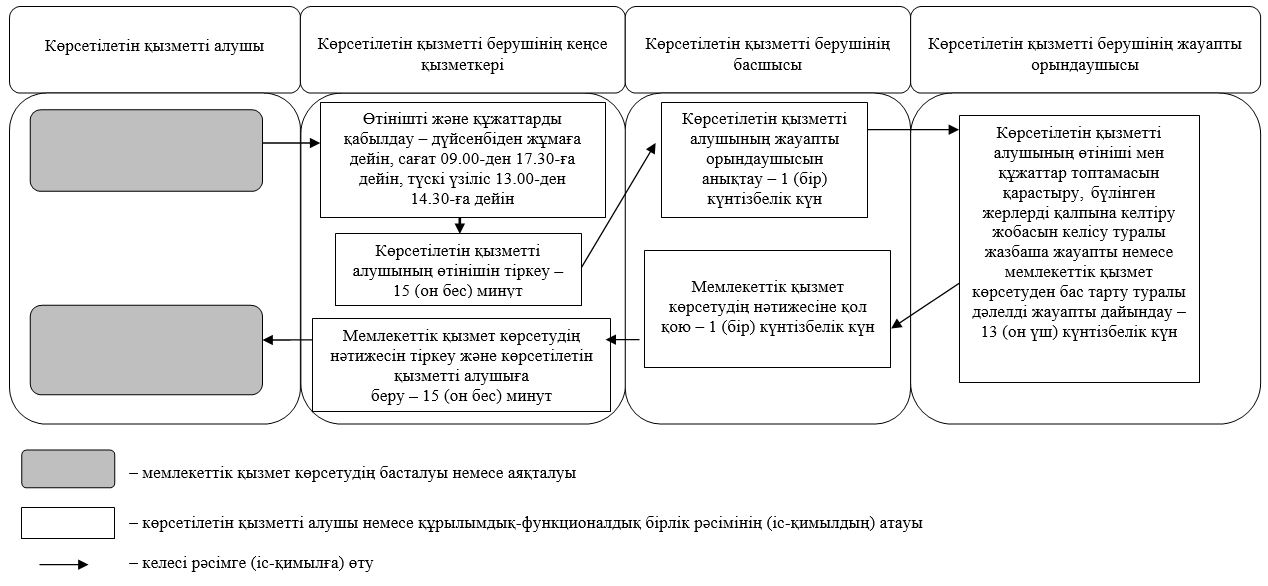 Көрсетілетін қызметті алушы
Көрсетілетін қызметті берушінің кеңсе
қызметкері
Көрсетілетін қызметті берушінің
басшысы
Көрсетілетін қызметті берушінің жауапты
орындаушысы
Өтінішті және құжаттарды
қабылдау – дүйсенбіден жұмаға
дейін, сағат 09.00-ден 17.30-ға
дейін, түскі үзіліс 13.00-ден
14.30-ға дейін
Көрсетілетін қызметті
алушының өтінішін тіркеу –
15 (он бес) минут
Көрсетілетін қызметті
алушының жауапты
орындаушысын
анықтау – 1 (бір)
күнтізбелік күн
Көрсетілетін қызметті
алушының өтініші мен
құжаттар топтамасын
қарастыру, бүлінген
жерлерді қалпына келтіру
жобасын келісу туралы
жазбаша жауапты немесе
мемлекеттік қызмет
көрсетуден бас тарту туралы
дәлелді жауапты дайындау –
13 (он үш) күнтізбелік күн
Мемлекеттік қызмет
көрсетудің нәтижесіне қол
қою – 1 (бір) күнтізбелік күн
Мемлекеттік қызмет көрсетудің
нәтижесін тіркеу және көрсетілетін
қызметті алушыға
беру – 15 (он бес) минут
– мемлекеттік қызмет көрсетудің басталуы немесе аяқталуы
– көрсетілетін қызметті алушы немесе құрылымдық-функционалдық бірлік рәсімінің (іс-қимылдың) атауы
– келесі рәсімге (іс-қимылға) өту